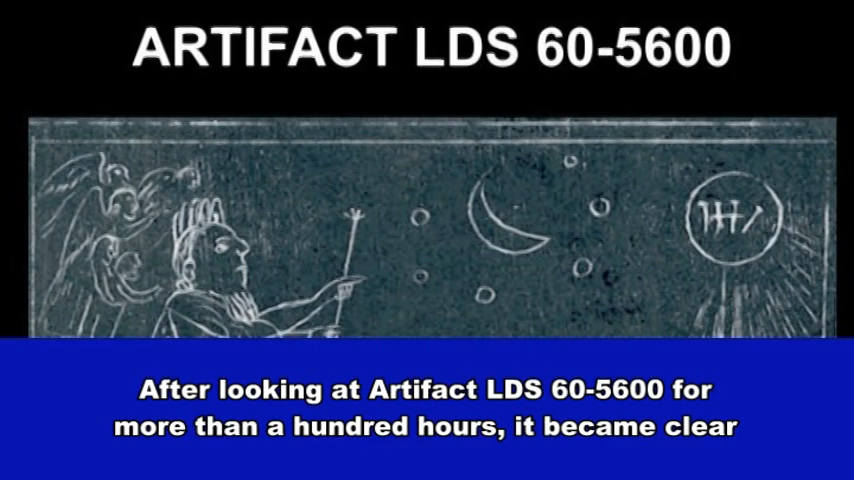 ARTIFACT LDS 60-5600
After looking at Artifact LDS 60-5600 for
more than a hundred hours, it became clear